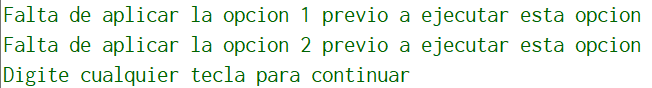 Falta de aplicar la opcion 1 previo a ejecutar esta opcion
Falta de aplicar la opcion 2 previo a ejecutar esta opcion
Digite cualquier tecla para continuar